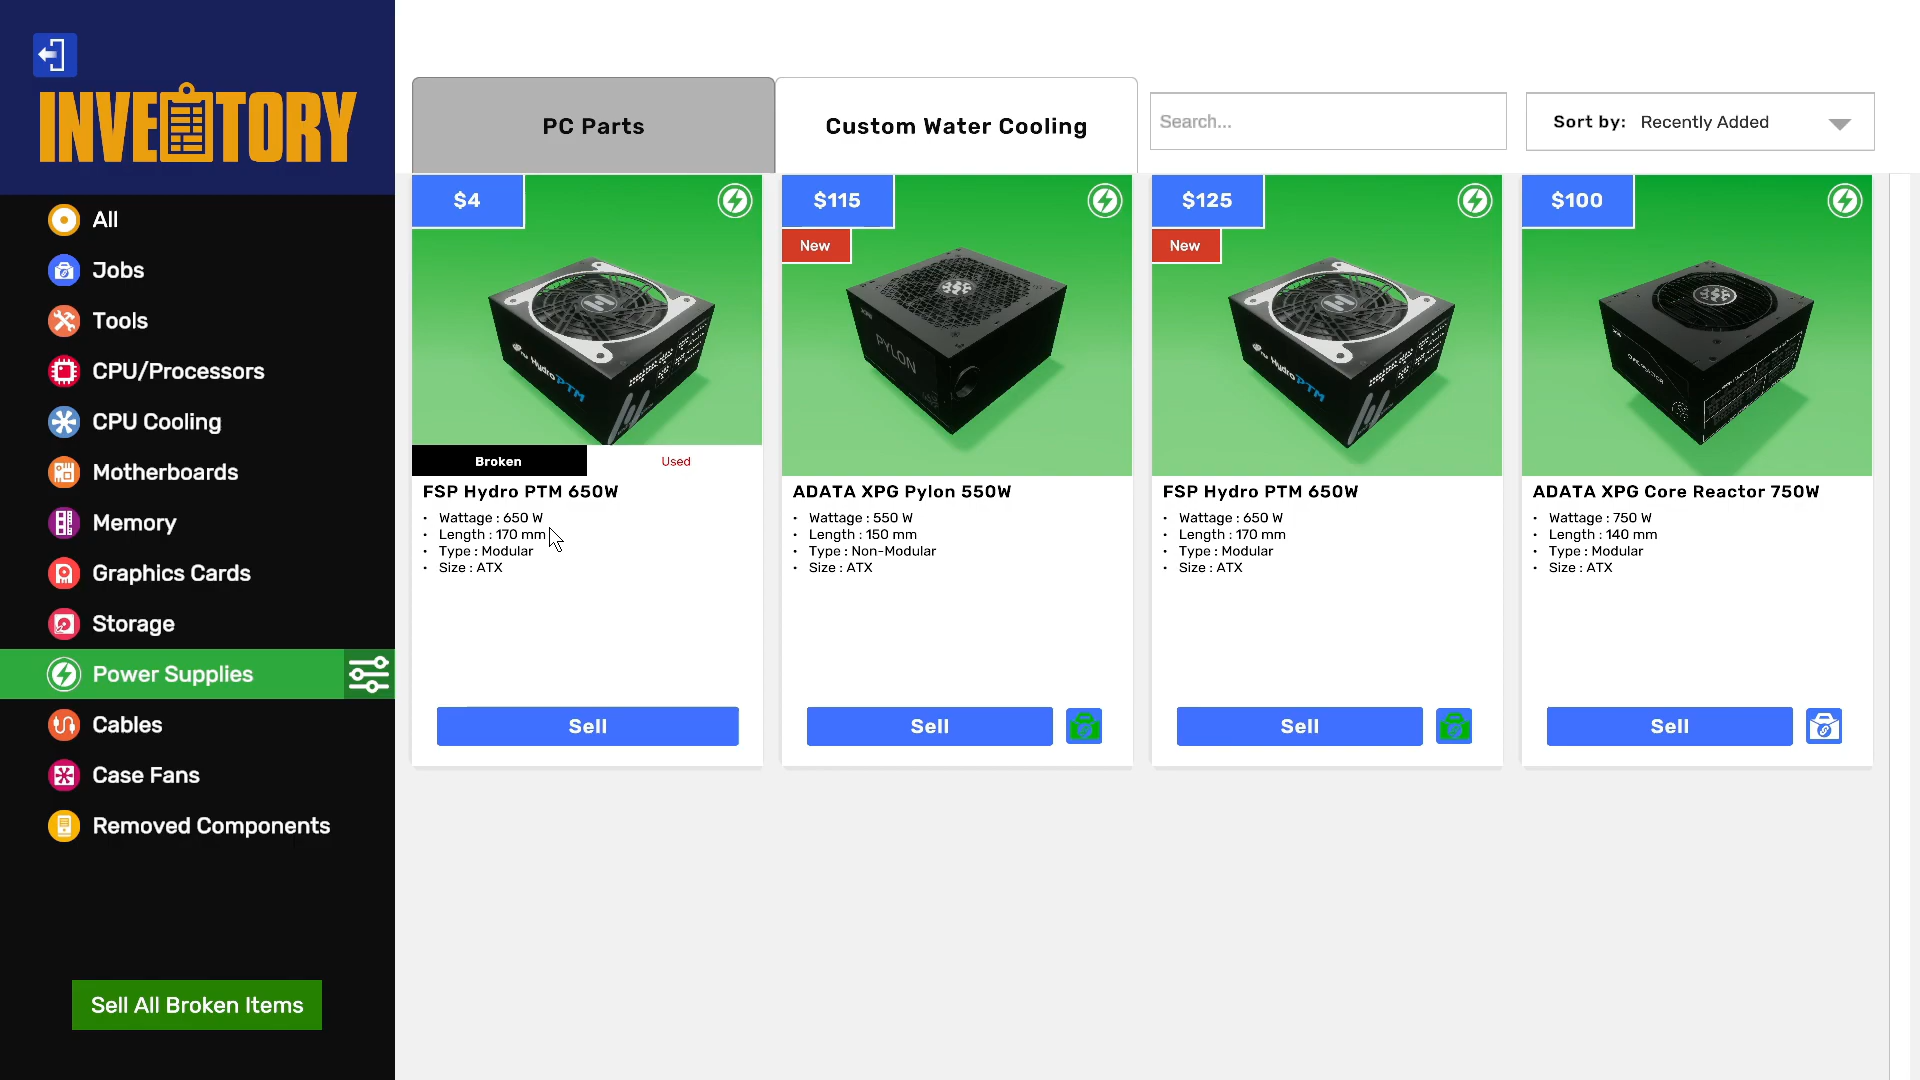 INVENTORY
All
Jobs
Tools
CPU/Processors
CPU Cooling
Motherboards
Memory
Graphics Cards
Storage
Power Supplies
Cables
Case Fans
Removed Components
Sell All Broken Items
PC Parts
Custom Water Cooling
Search...
Sort by: Recently Added
$4
Hydro PTM
Broken
Used
FSP Hydro PTM 650W
• Wattage : 650 W
• Length : 170 mm
• Type : Modular
• Size : ATX
Sell
$115
New
PYLON
ADATA XPG Pylon 550W
• Wattage : 550 W
• Length : 150 mm
• Type : Non-Modular
• Size : ATX
Sell
$125
New
Hydro PTM
FSP Hydro PTM 650W
• Wattage : 650 W
• Length : 170 mm
• Type : Modular
• Size : ATX
Sell
$100
ADATA XPG Core Reactor 750W
• Wattage : 750 W
• Length : 140 mm
• Type : Modular
• Size : ATX
Sell